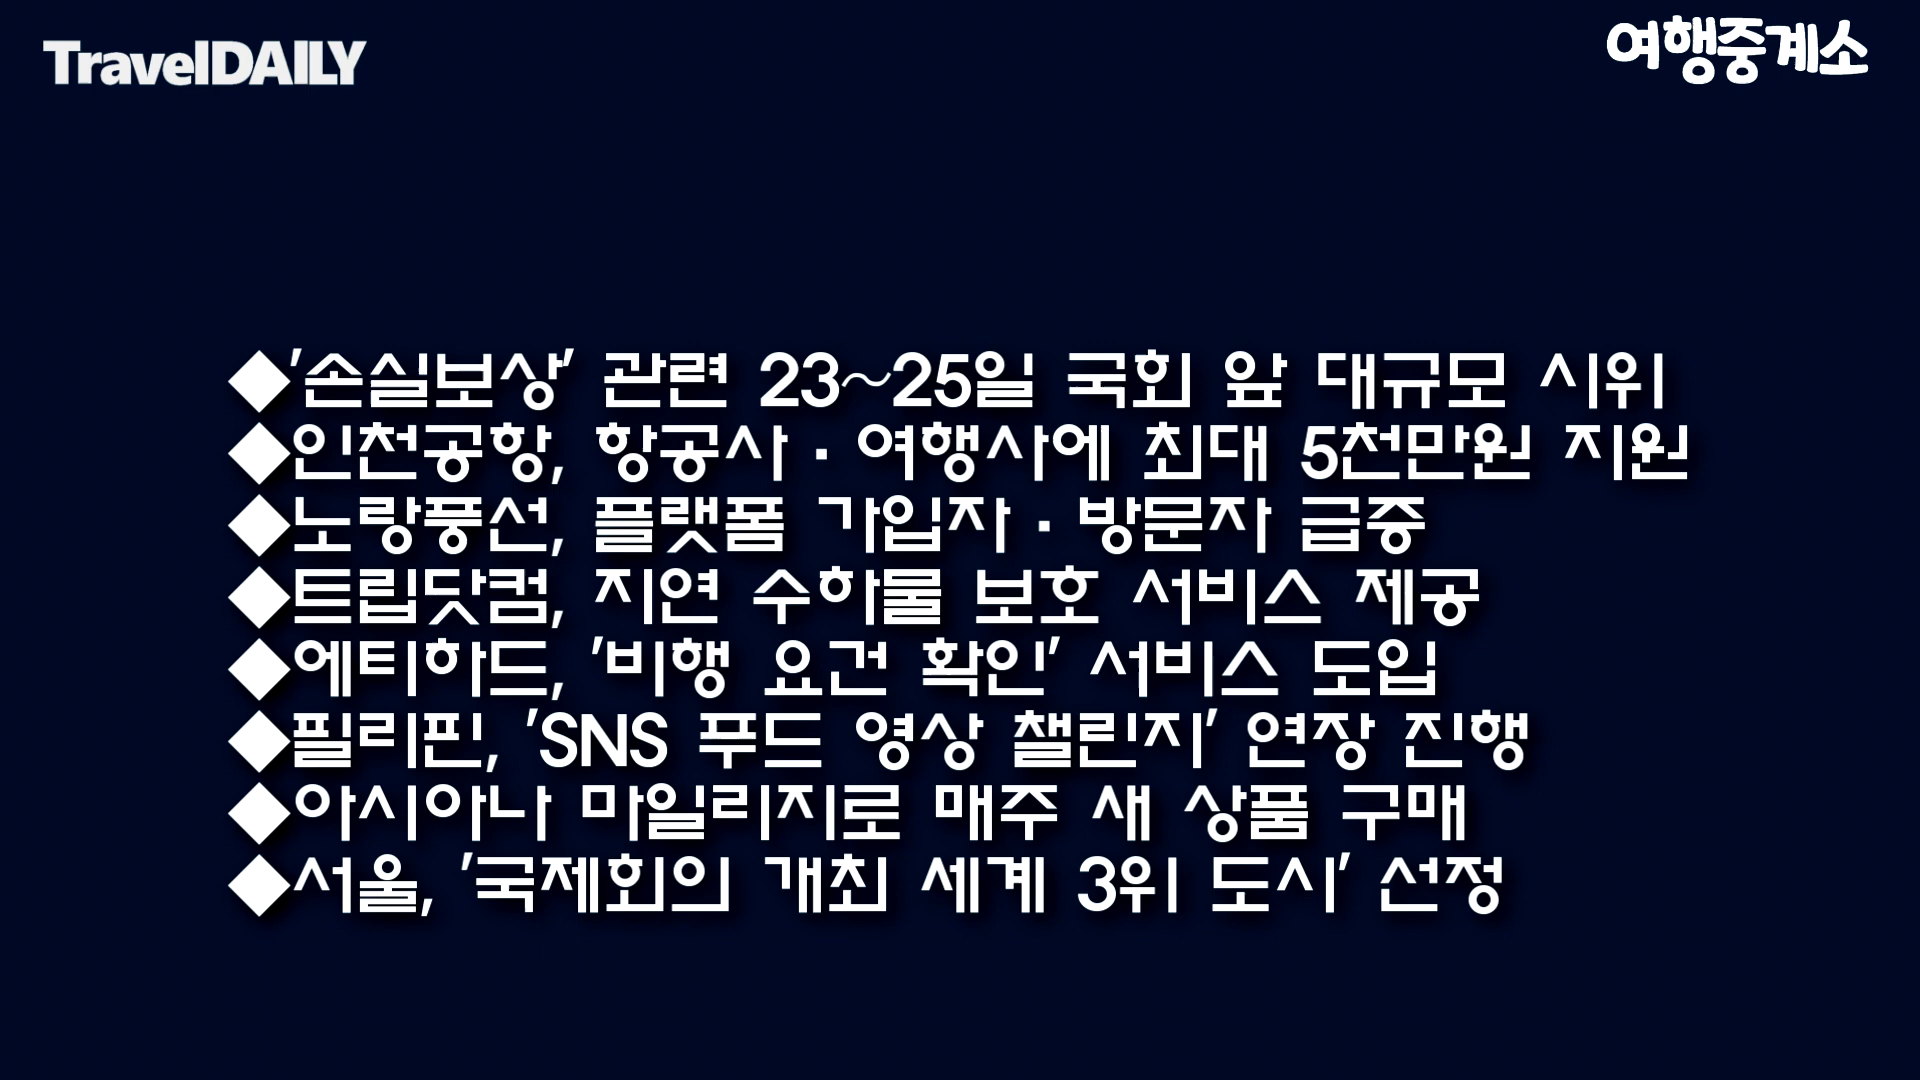 TravelDAILY
여행중계소
◆'손실보상' 관련 23~25일 국회 앞 대규모 시위
◆인천공항, 항공사·여행사에 최대 5천만원 지원
◆노랑풍선, 플랫폼 가입자·방문자 급증
◆트립닷컴, 지연 수하물 보호 서비스 제공
◆에티하드, '비행 요건 확인' 서비스 도입
◆필리핀, 'SNS 푸드 영상 챌린지' 연장 진행
◆아시아나 마일리지로 매주 새 상품 구매
◆서울, '국제회의 개최 세계 3위 도시' 선정